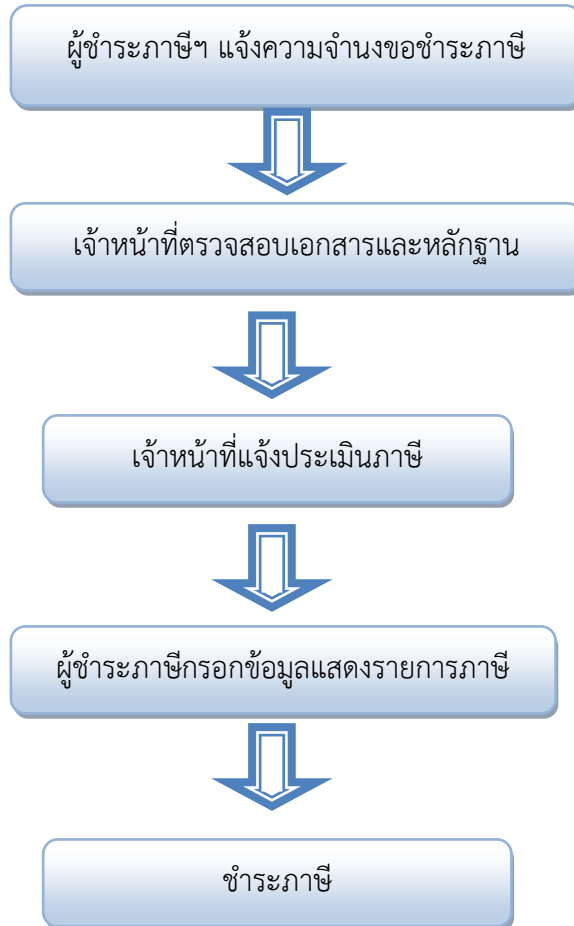 ผู้ชำระภาษีฯ แจ้งความจำนงขอชำระภาษี
เจ้าหน้าที่ตรวจสอบเอกสารและหลักฐาน
เจ้าหน้าที่แจ้งประเมินภาษี
ผู้ชำระภาษีกรอกข้อมูลแสดงรายการภาษี
ชำระภาษี